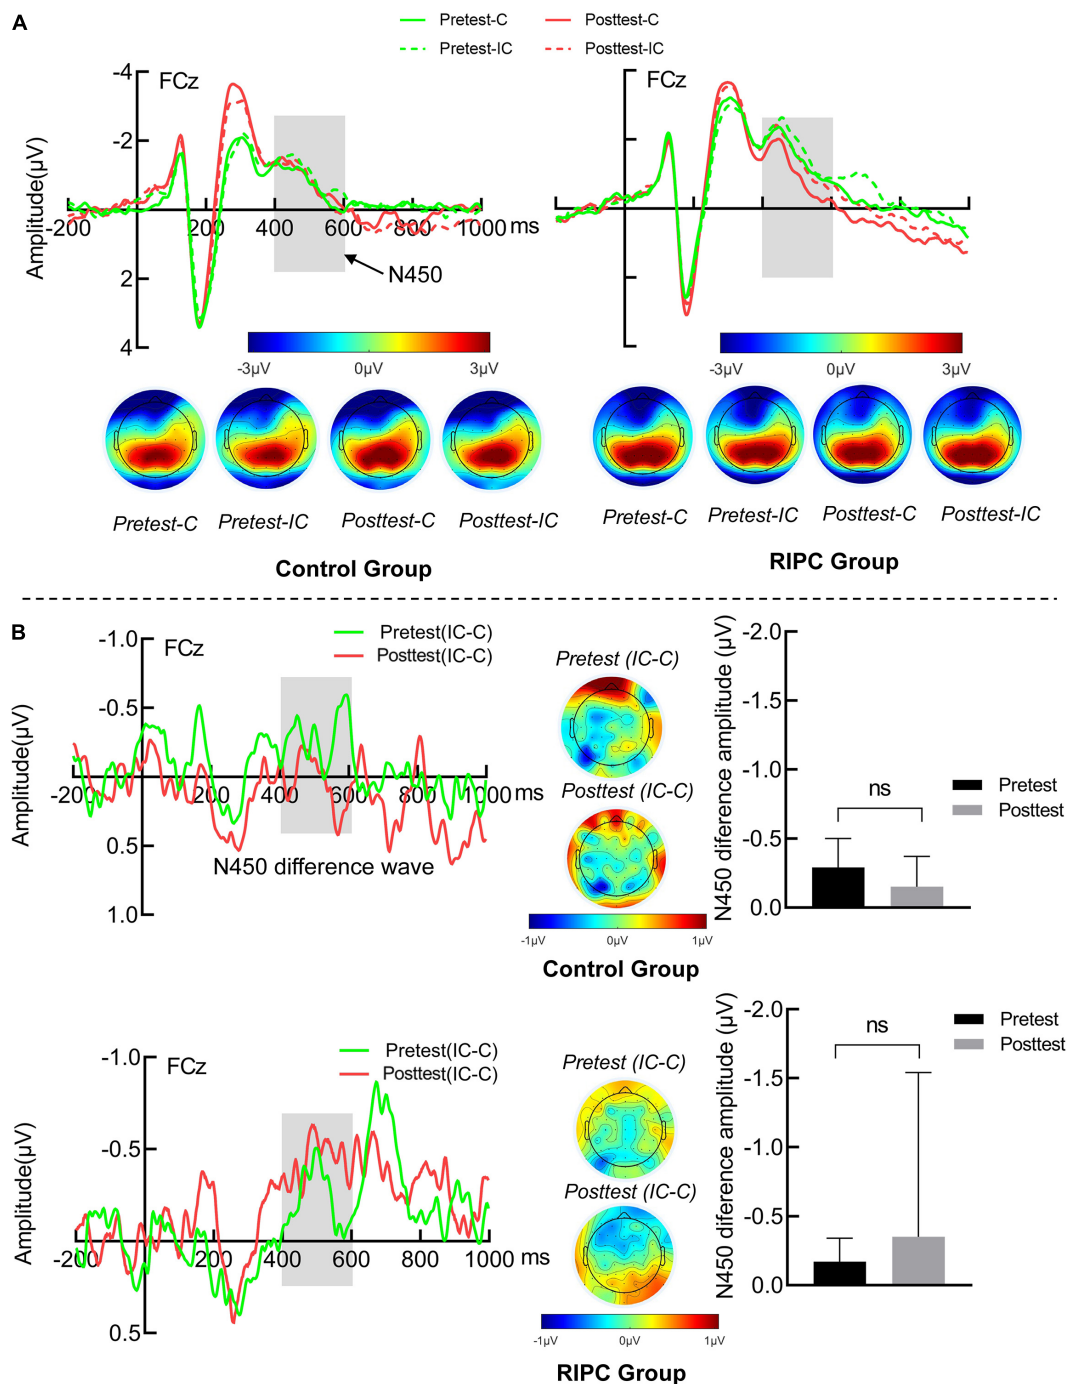 A
Pretest-C
Posttest-C
Pretest-IC
Posttest-IC
Amplitude(µV)
-4
-2
2
4
FCz
-200
200
400
600
800
1000 ms
N450
FCz
-3µV
0µV
3µV
-3µV
0µV
3µV
Pretest-C
Pretest-IC
Posttest-C
Posttest-IC
Pretest-C
Pretest-IC
Posttest-C
Posttest-IC
Control Group
RIPC Group
B
Amplitude(µV)
-1.0
-0.5
0.5
1.0
FCz
Pretest(IC-C)
Posttest(IC-C)
-200
200
400
600
800
1000 ms
N450 diference wave
Pretest (IC-C)
Posttest (IC-C)
-1µV
0µV
1µV
Control Group
N450 diference amplitude (µV)
-2.0
-1.5
-1.0
-0.5
0.0
ns
Pretest
Posttest
Amplitude(µV)
-1.0
-0.5
0.5
FCz
Pretest(IC-C)
Posttest(IC-C)
-200
200
400
600
800
1000 ms
Pretest (IC-C)
Posttest (IC-C)
-1µV
0µV
1µV
RIPC Group
N450 diference amplitude (µV)
-2.0
-1.5
-1.0
-0.5
0.0
ns
Pretest
Posttest